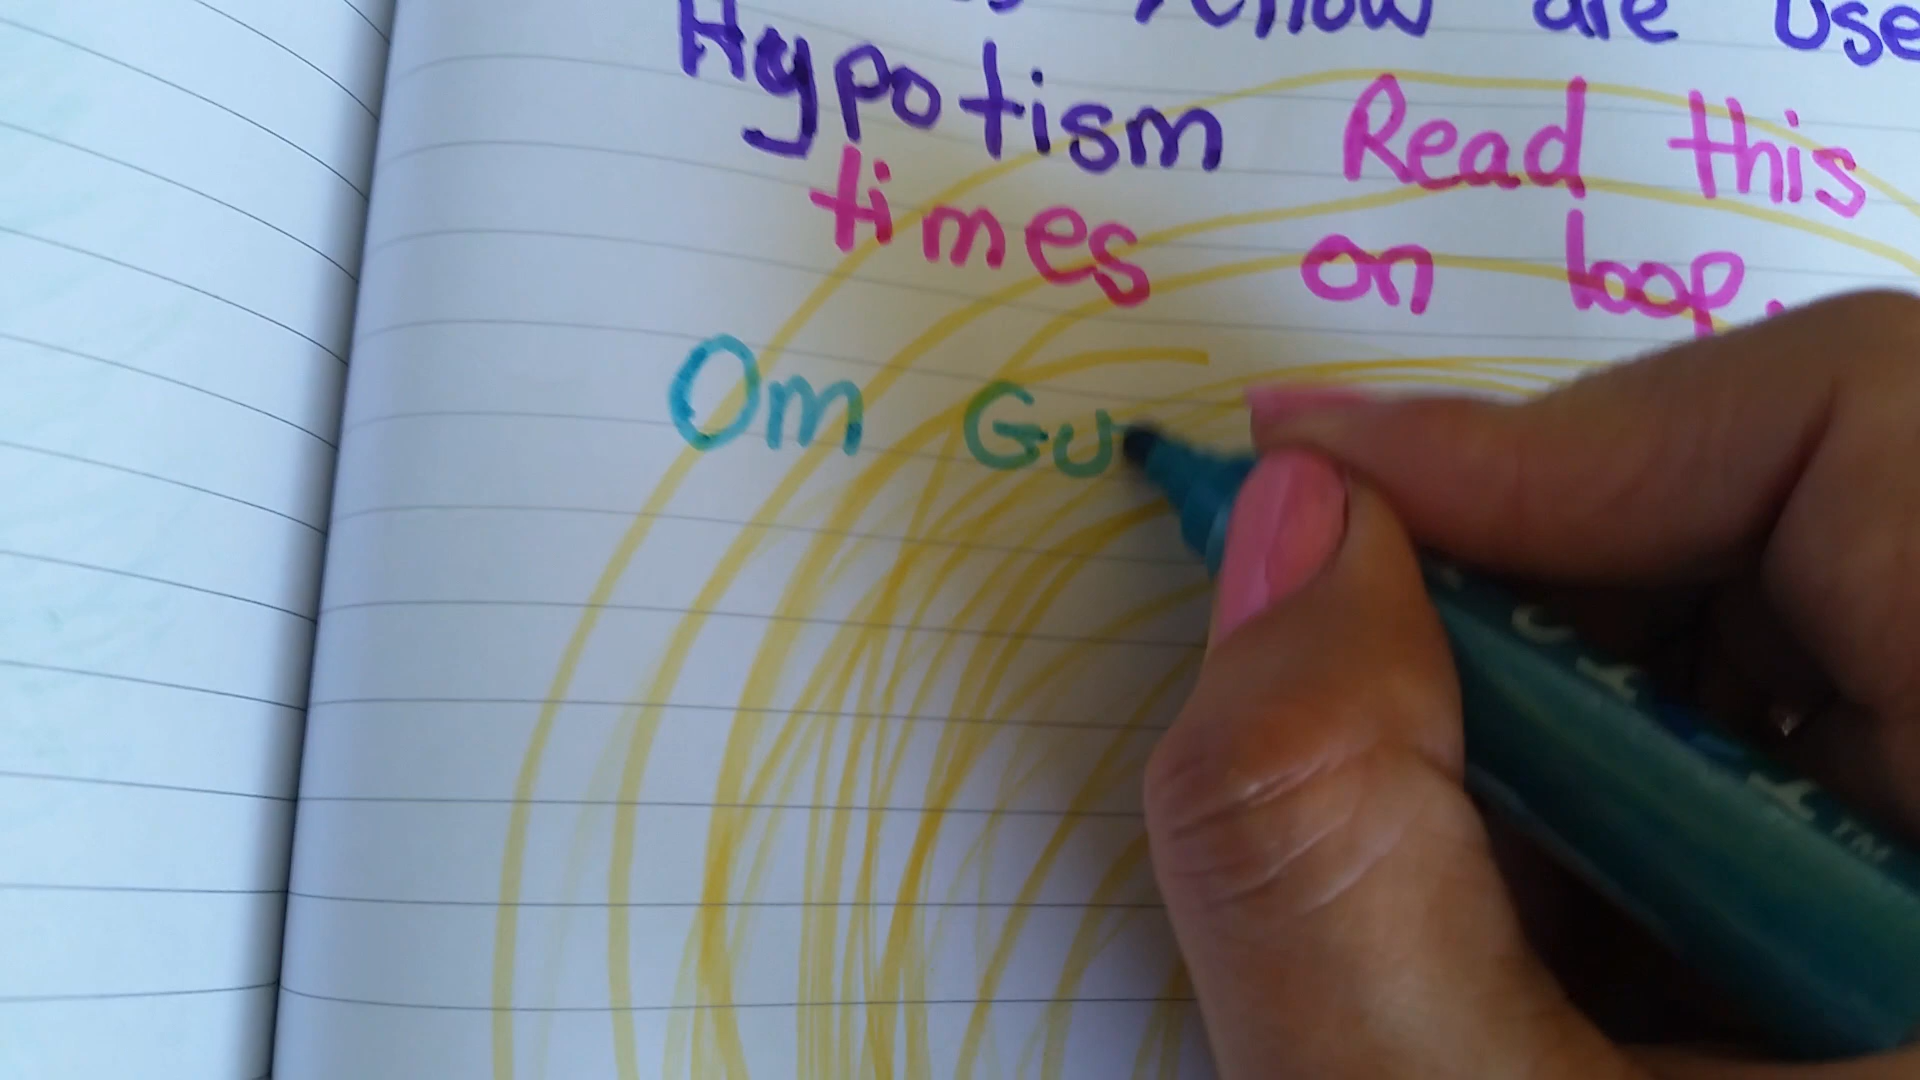 Yellow are Use
Hypotism Read this
times on loop.
Om Gu